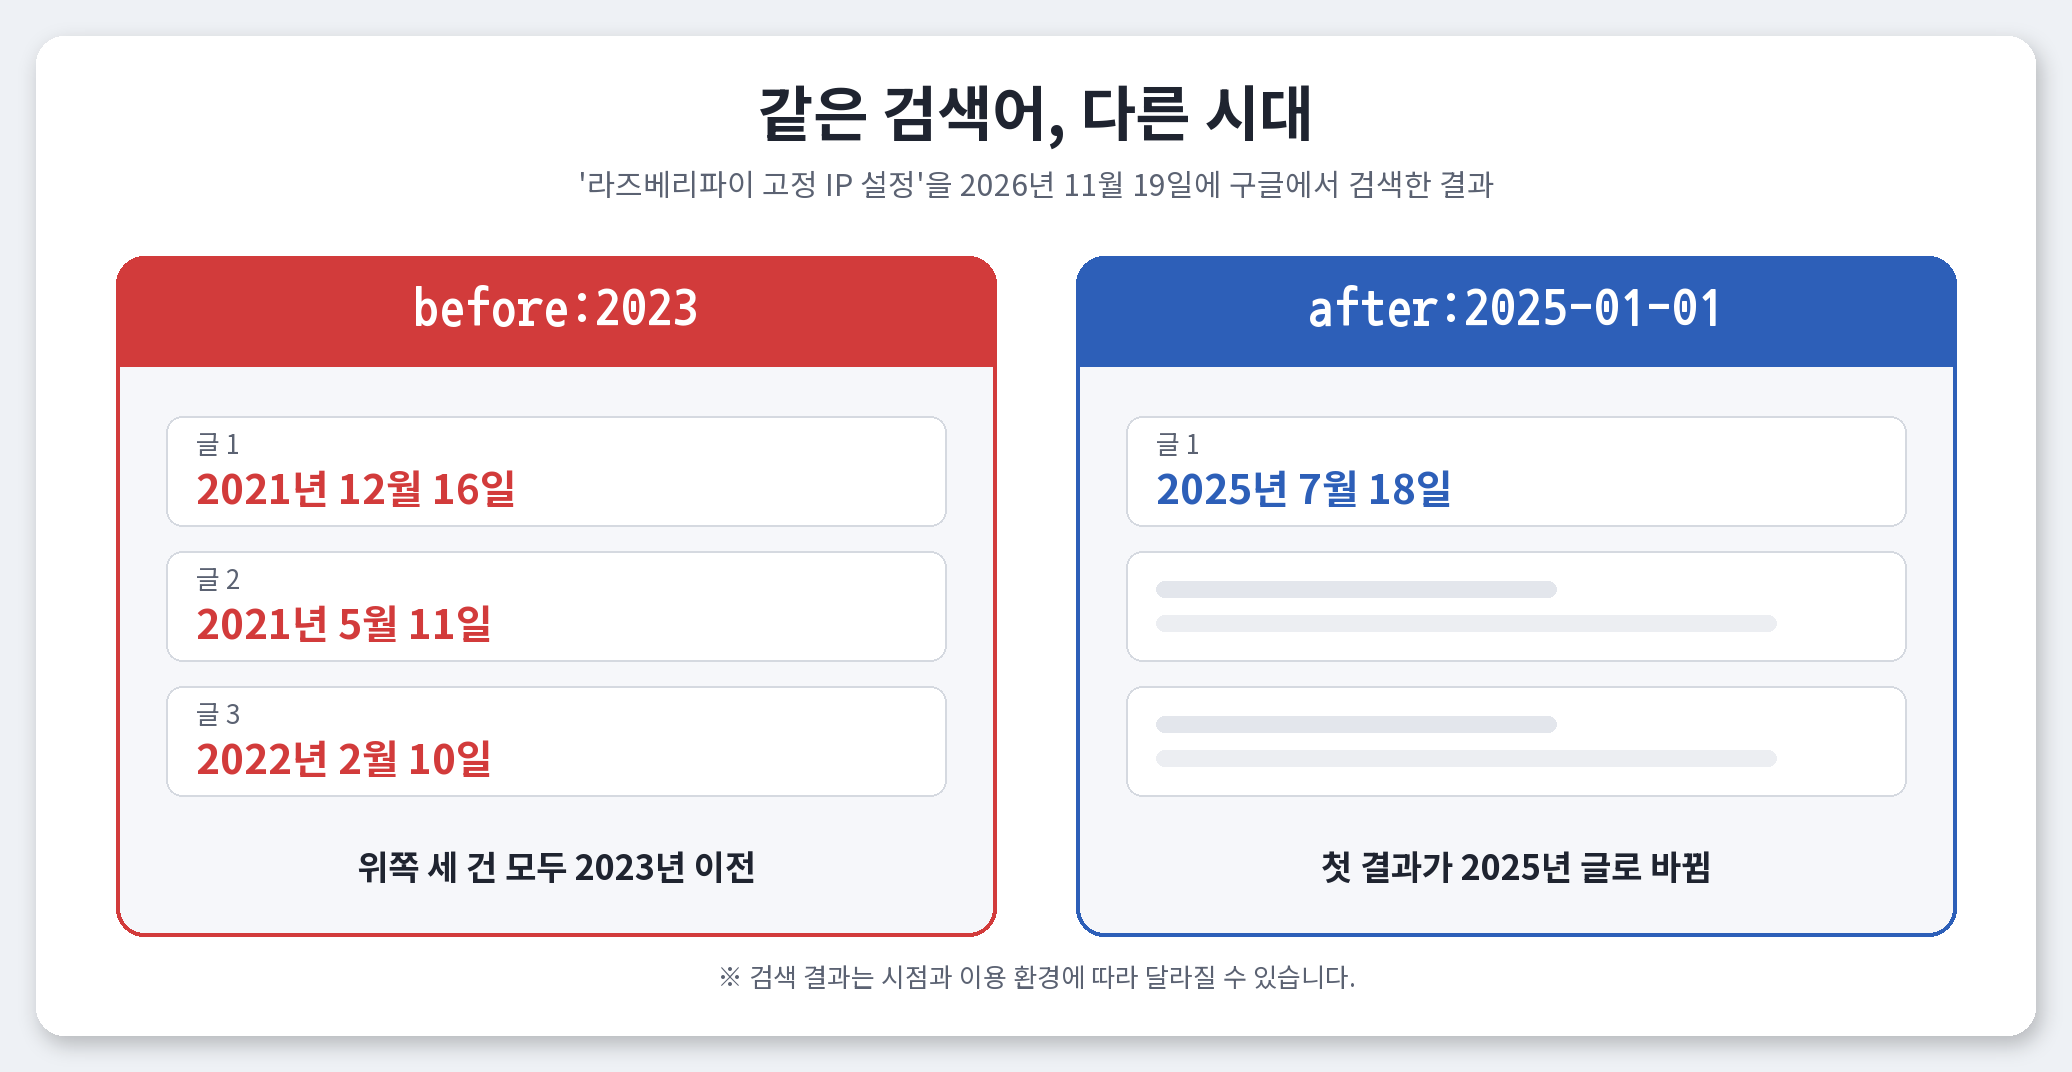 같은 검색어, 다른 시대
'라즈베리파이 고정 IP 설정'을 2026년 11월 19일에 구글에서 검색한 결과
before:2023
글 1
2021년 12월 16일
글 2
2021년 5월 11일
글 3
2022년 2월 10일
위쪽 세 건 모두 2023년 이전
after:2025-01-01
글 1
2025년 7월 18일
첫 결과가 2025년 글로 바뀜
※ 검색 결과는 시점과 이용 환경에 따라 달라질 수 있습니다.